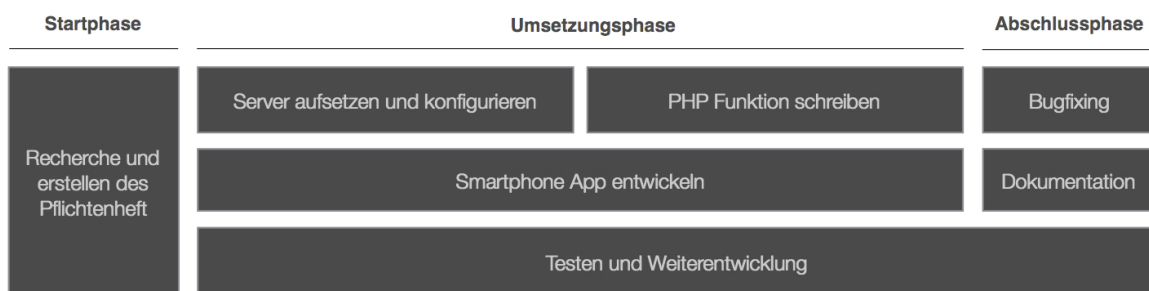 Startphase
Umsetzungsphase
Abschlussphase
Recherche und
erstellen des
Pflichtenheft
Server aufsetzen und konfigurieren
PHP Funktion schreiben
Bugfixing
Smartphone App entwickeln
Dokumentation
Testen und Weiterentwicklung